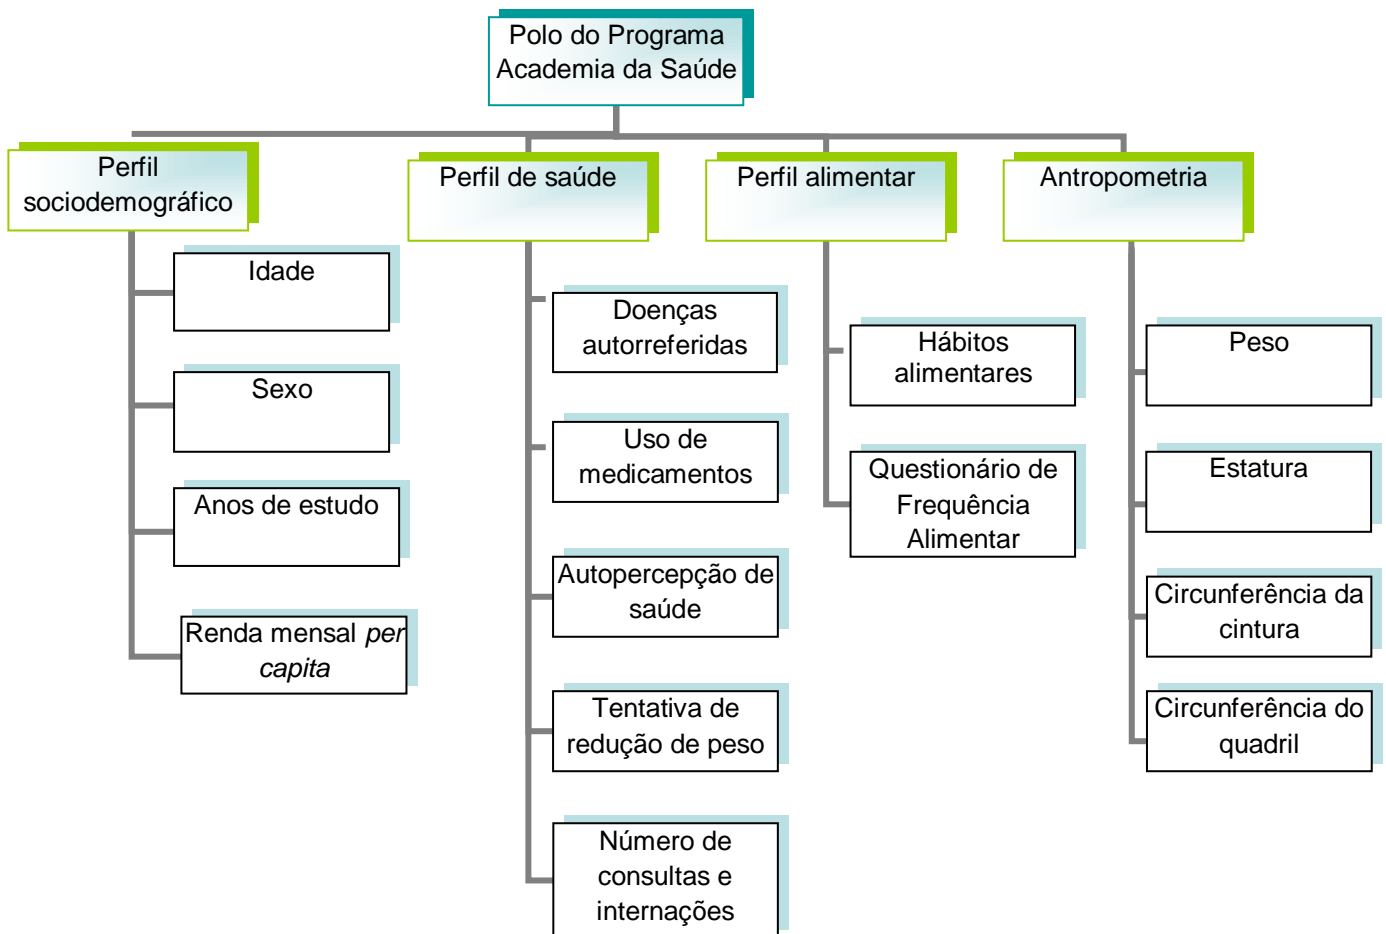 Polo do Programa
Academia da Saúde
Perfil
sociodemográfico
Idade
Sexo
Anos de estudo
Renda mensal per
capita
Perfil de saúde
Doenças
autorreferidas
Uso de
medicamentos
Autopercepção de
saúde
Tentativa de
redução de peso
Número de
consultas e
internações
Perfil alimentar
Hábitos
alimentares
Questionário de
Frequência
Alimentar
Antropometria
Peso
Estatura
Circunferência da
cintura
Circunferência do
quadril